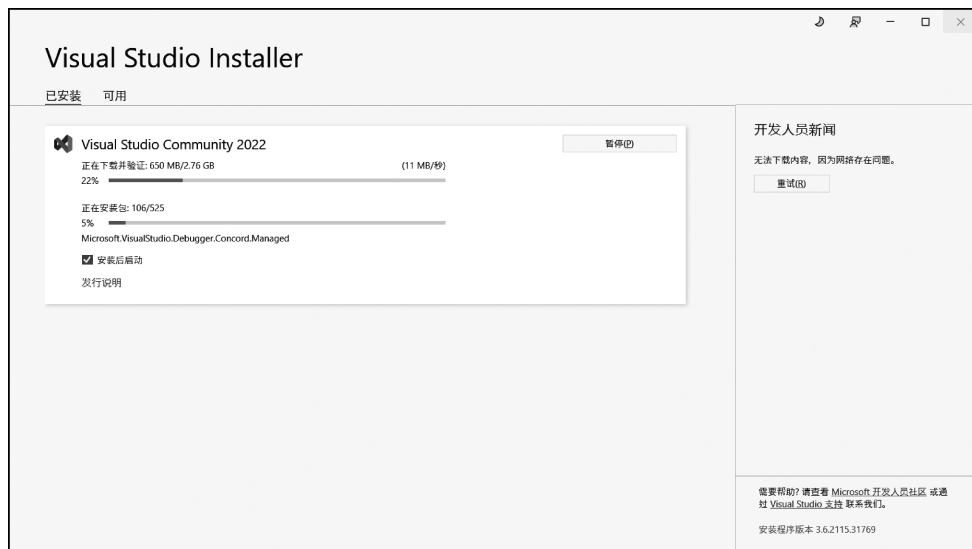 Visual Studio Installer
已安装
可用
Visual Studio Community 2022
暂停(P)
正在下载并验证: 650 MB/2.76 GB
(11 MB/秒)
22%
正在安装包: 106/525
5%
Microsoft.VisualStudio.Debugger.Concord.Managed
安装后启动
发行说明
开发人员新闻
无法下载内容，因为网络存在问题。
重试(R)
需要帮助? 请查看 Microsoft 开发人员社区 或通
过 Visual Studio 支持 联系我们。
安装程序版本 3.6.2115.31769